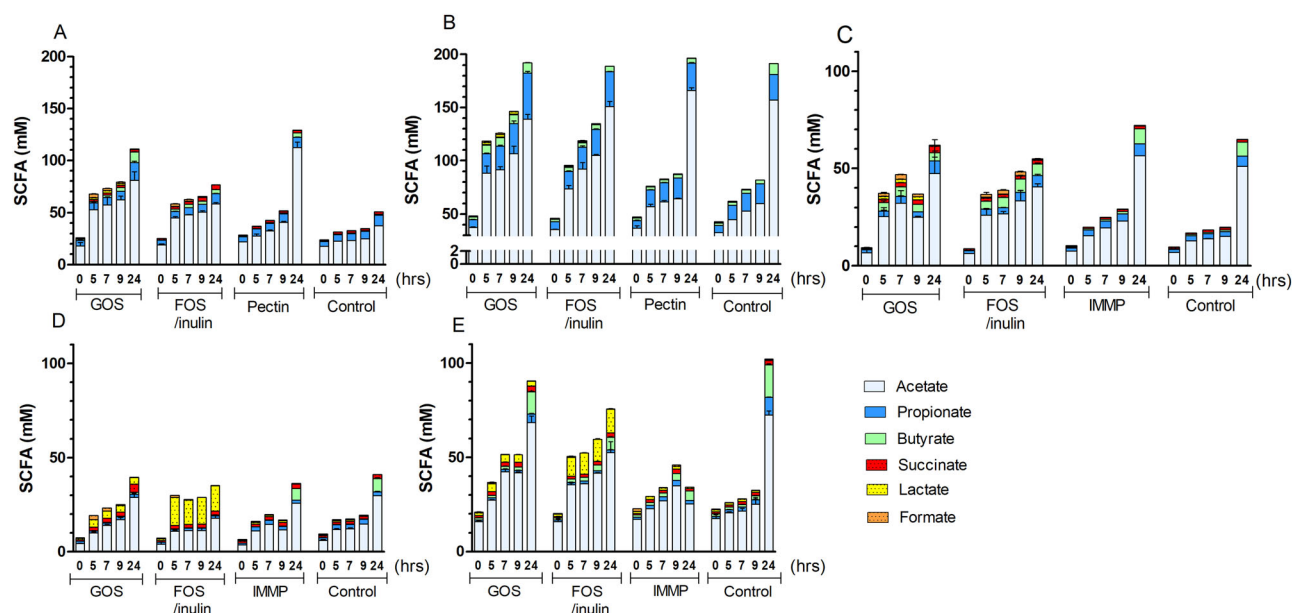 A
SCFA (mM)
200
150
100
50
0
0 5 7 9 24 0 5 7 9 24 0 5 7 9 24 0 5 7 9 24 (hrs)
GOS FOS Pectin Control
/inulin
B
SCFA (mM)
200
150
100
50
2
0
0 5 7 9 24 0 5 7 9 24 0 5 7 9 24 0 5 7 9 24 (hrs)
GOS FOS Pectin Control
/inulin
C
SCFA (mM)
100
50
0
0 5 7 9 24 0 5 7 9 24 0 5 7 9 24 0 5 7 9 24
GOS FOS IMMP Control
/inulin
D
SCFA (mM)
100
50
0
0 5 7 9 24 0 5 7 9 24 0 5 7 9 24 0 5 7 9 24 (hrs)
GOS FOS IMMP Control
/inulin
E
SCFA (mM)
100
50
0
0 5 7 9 24 0 5 7 9 24 0 5 7 9 24 0 5 7 9 24 (hrs)
GOS FOS IMMP Control
/inulin
Acetate
Propionate
Butyrate
Succinate
Lactate
Formate